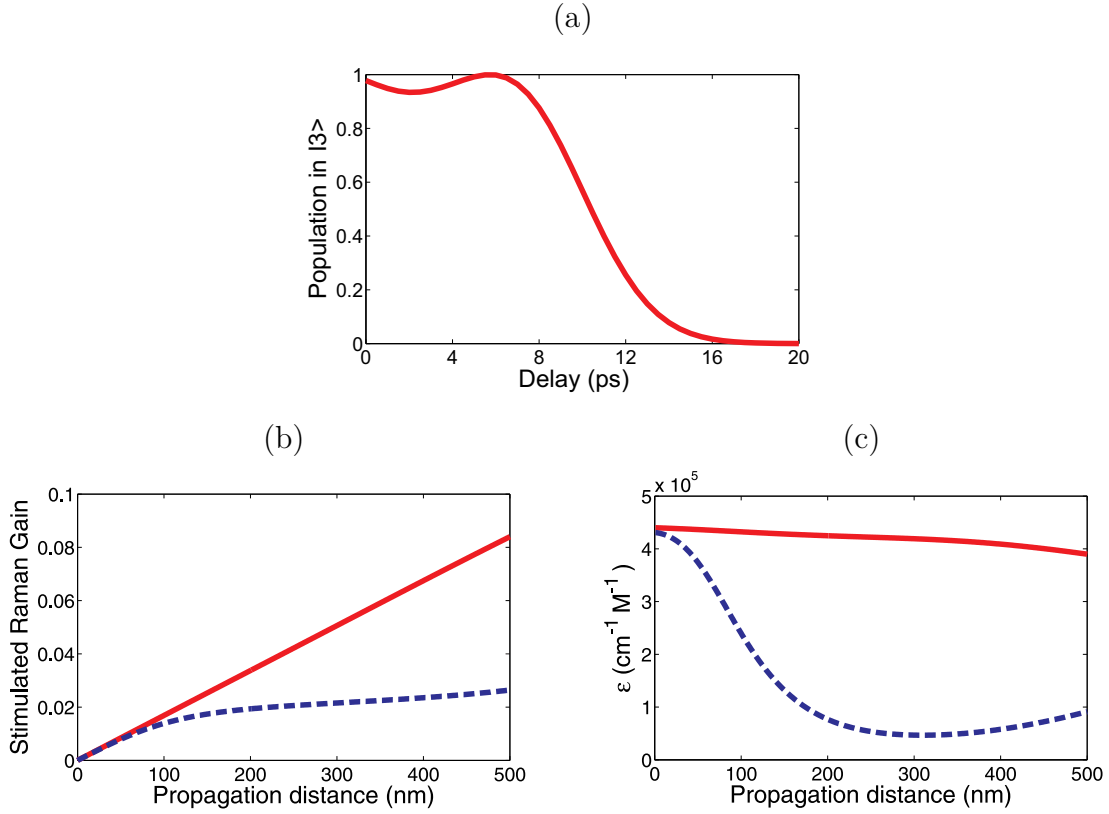 (a)
Population in I3>
1
0.8
0.6
0.4
0.2
0
0 4 8 12 16 20
Delay (ps)
(b)
Stimulated Raman Gain
0.1
0.08
0.06
0.04
0.02
0
0 100 200 300 400 500
Propagation distance (nm)
(c)
x 10⁵
ε (cm⁻¹ M⁻¹)
5
4
3
2
1
0
0 100 200 300 400 500
Propagation distance (nm)